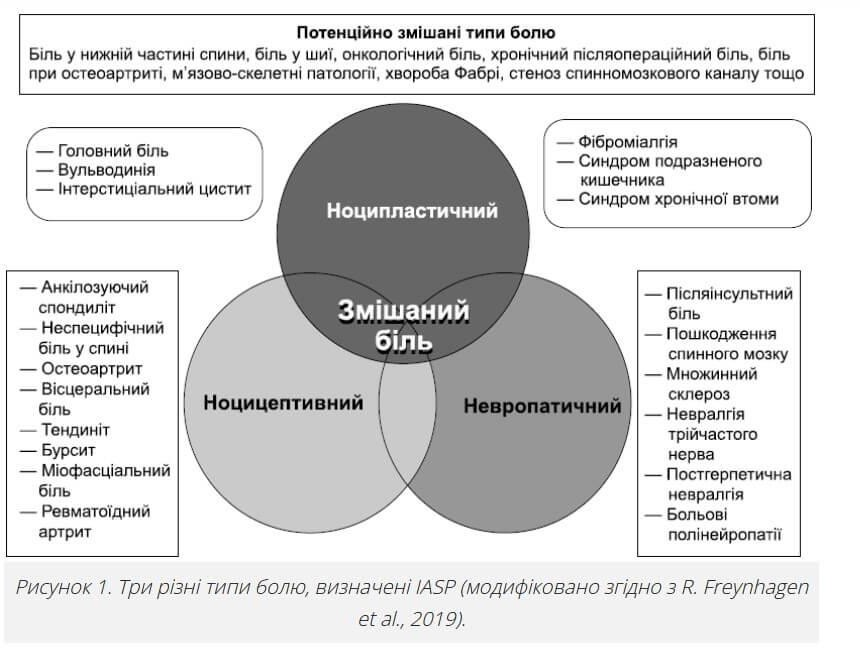 Потенційно змішані типи болю
Біль у нижній частині спини, біль у шиї, онкологічний біль, хронічний післяопераційний біль, біль
при остеоартриті, м’язово-скелетні патології, хвороба Фабрі, стеноз спинномозкового каналу тощо
— Головний біль
— Вульводинія
— Інтерстиціальний цистит
— Фіброміалгія
— Синдром подразненого
кишечника
— Синдром хронічної втоми
Ноципластичний
Змішаний
біль
Ноцицептивний
Невропатичний
— Анкілозуючий
спондиліт
— Неспецифічний
біль у спині
— Остеоартрит
— Вісцеральний
біль
— Тендиніт
— Бурсит
— Міофасціальний
біль
— Ревматоїдний
артрит
— Післяінсультний
біль
— Пошкодження
спинного мозку
— Множинний
склероз
— Невралгія
трійчастого
нерва
— Постгерпетична
невралгія
— Больові
полінейропатії
Рисунок 1. Три різні типи болю, визначені IASP (модифіковано згідно з R. Freynhagen
et al., 2019).